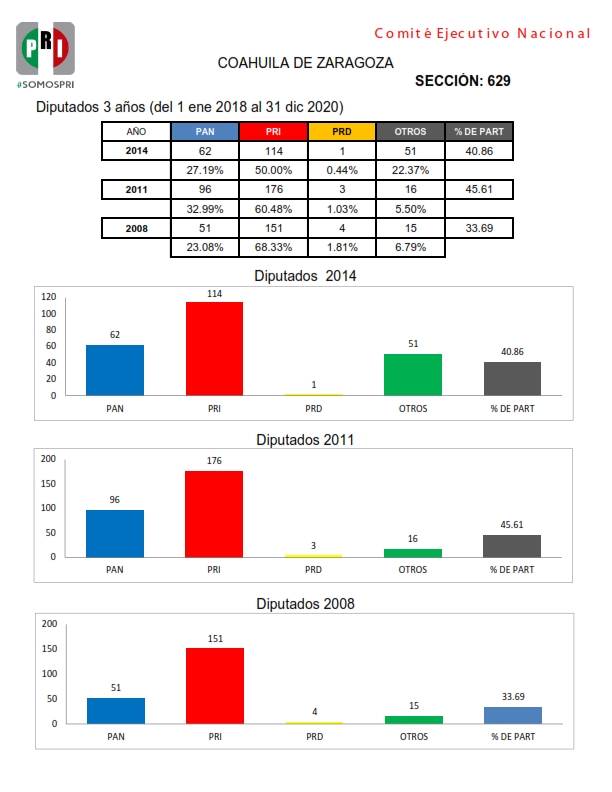 PRI
#SOMOSPRI
Comité Ejecutivo Nacional
COAHUILA DE ZARAGOZA
SECCIÓN: 629
Diputados 3 años (del 1 ene 2018 al 31 dic 2020)
AÑO PAN PRI PRD OTROS % DE PART
2014 62 114 1 51 40.86
27.19% 50.00% 0.44% 22.37%
2011 96 176 3 16 45.61
32.99% 60.48% 1.03% 5.50%
2008 51 151 4 15 33.69
23.08% 68.33% 1.81% 6.79%
Diputados 2014
120
100
80
60
40
20
0
62 114 1 51 40.86
PAN PRI PRD OTROS % DE PART
Diputados 2011
200
150
100
50
0
96 176 3 16 45.61
PAN PRI PRD OTROS % DE PART
Diputados 2008
200
150
100
50
0
51 151 4 15 33.69
PAN PRI PRD OTROS % DE PART